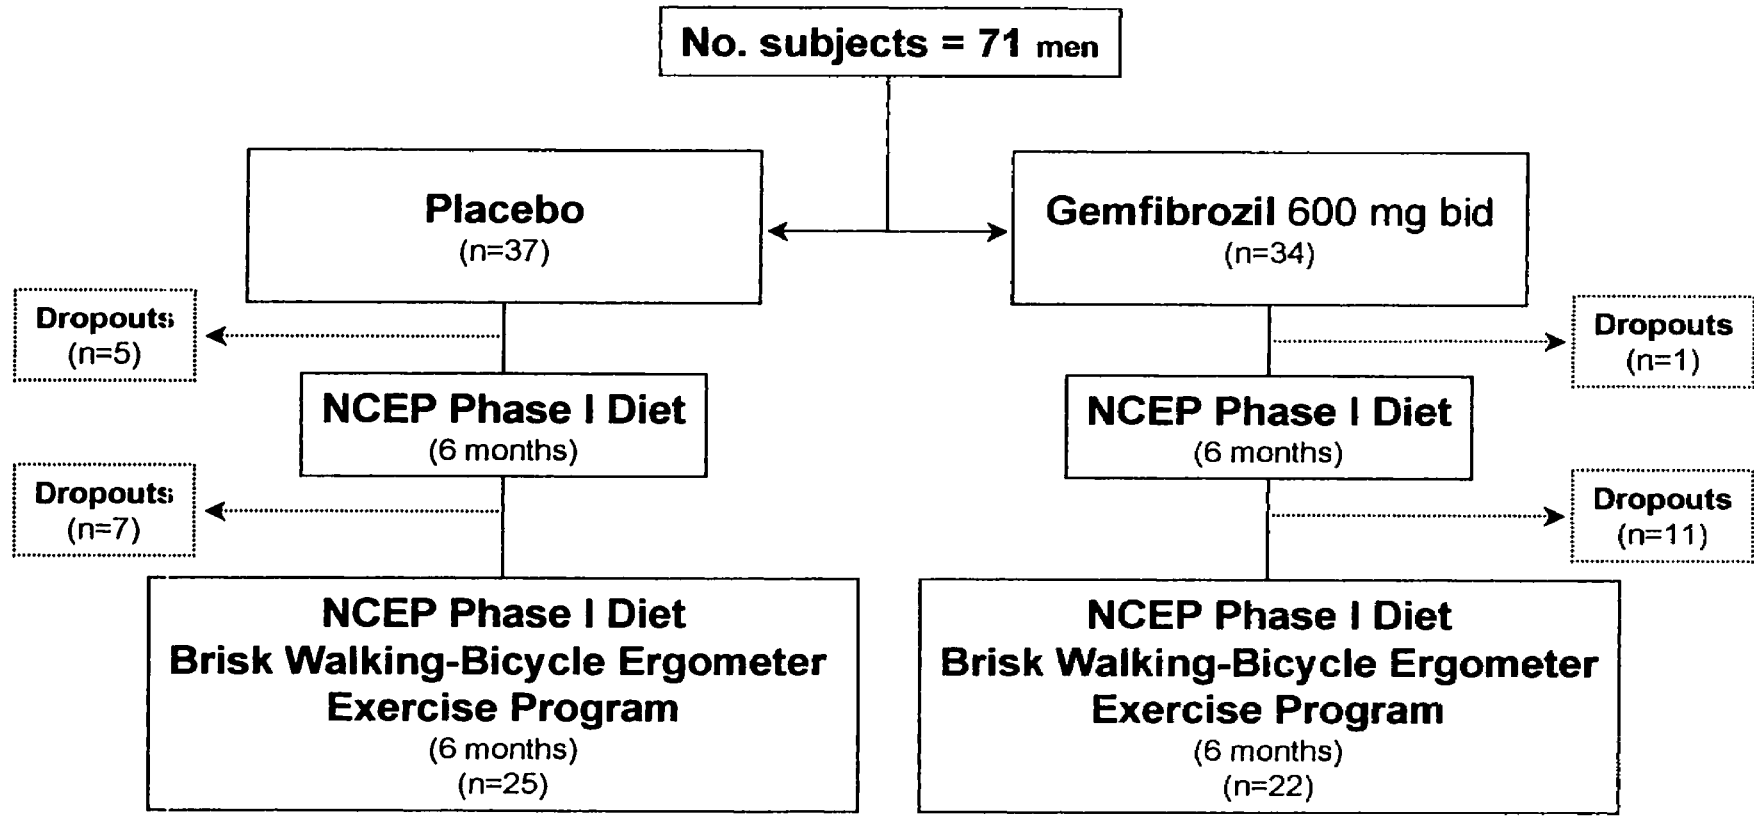 No. subjects = 71 men
Placebo
(n=37)
Gemfibrozil 600 mg bid
(n=34)
Dropouts
(n=5)
Dropouts
(n=1)
NCEP Phase I Diet
(6 months)
NCEP Phase I Diet
(6 months)
Dropouts
(n=7)
Dropouts
(n=11)
NCEP Phase I Diet
Brisk Walking-Bicycle Ergometer
Exercise Program
(6 months)
(n=25)
NCEP Phase I Diet
Brisk Walking-Bicycle Ergometer
Exercise Program
(6 months)
(n=22)